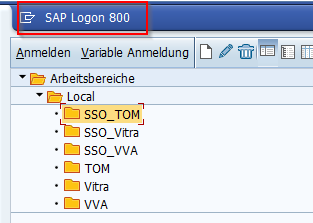 SAP Logon 800
Anmelden Variable Anmeldung
Arbeitsbereiche
Local
SSO_TOM
SSO_Vitra
SSO_VVA
TOM
Vitra
VVA